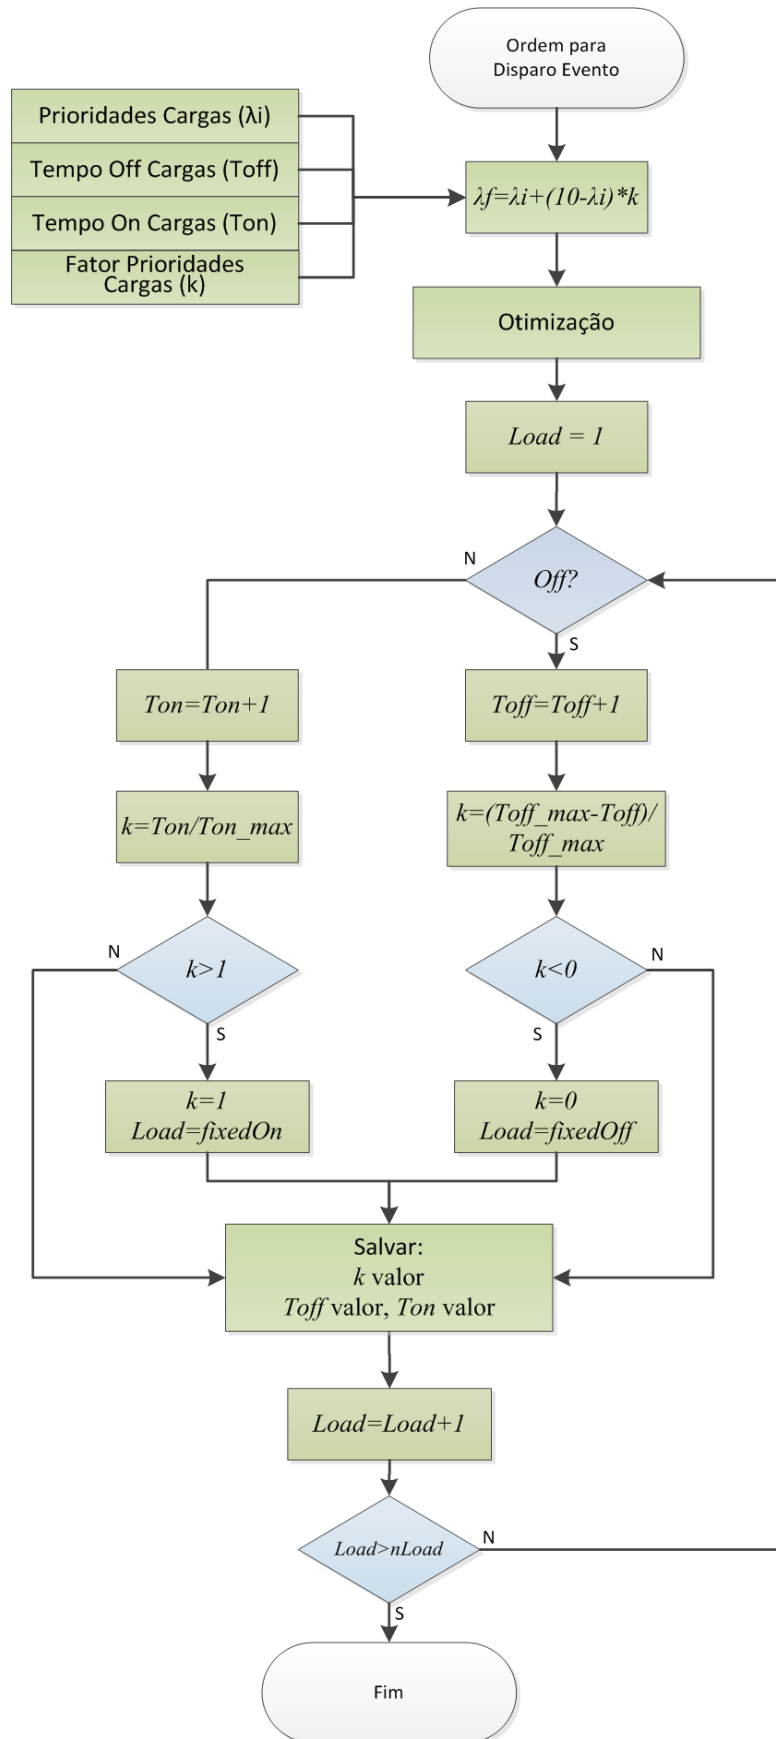 Ordem para
Disparo Evento
Prioridades Cargas (λi)
Tempo Off Cargas (Toff)
Tempo On Cargas (Ton)
Fator Prioridades
Cargas (k)
λf=λi+(10-λi)*k
Otimização
Load = 1
Off?
N
S
Ton=Ton+1
Toff=Toff+1
k=Ton/Ton_max
k=(Toff_max-Toff)/
Toff_max
k>1
N
S
k<0
N
S
k=1
Load=fixedOn
k=0
Load=fixedOff
Salvar:
k valor
Toff valor, Ton valor
Load=Load+1
Load>nLoad
N
S
Fim